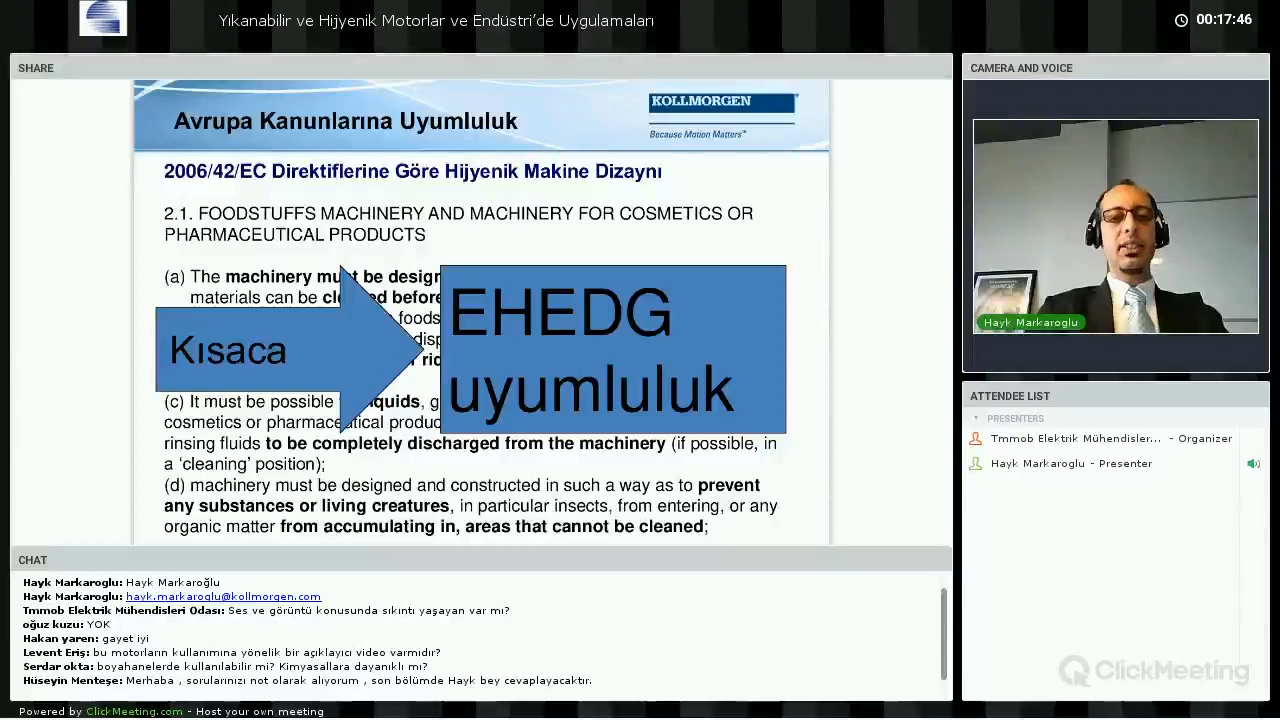 Yıkanabilir ve Hijyenik Motorlar ve Endüstri'de Uygulamaları
00:17:46
SHARE
Avrupa Kanunlarına Uyumluluk
KOLLMORGEN
Because Motion Matters™
2006/42/EC Direktiflerine Göre Hijyenik Makine Dizaynı
2.1. FOODSTUFFS MACHINERY AND MACHINERY FOR COSMETICS OR
PHARMACEUTICAL PRODUCTS
(a) The machinery must be design
materials can be before
foods
disp
rid
Kısaca
EHEDG
uyumluluk
(c) It must be possible liquids, g
cosmetics or pharmaceutical produc
rinsing fluids to be completely discharged from the machinery (if possible, in
a ‘cleaning’ position);
(d) machinery must be designed and constructed in such a way as to prevent
any substances or living creatures, in particular insects, from entering, or any
organic matter from accumulating in, areas that cannot be cleaned;
CAMERA AND VOICE
Hayk Markaroglu
ATTENDEE LIST
PRESENTERS
Tmmob Elektrik Mühendisler... - Organizer
Hayk Markaroglu - Presenter
CHAT
Hayk Markaroglu: Hayk Markaroğlu
Hayk Markaroglu: hayk.markaroglu@kollmorgen.com
Tmmob Elektrik Mühendisleri Odası: Ses ve görüntü konusunda sıkıntı yaşayan var mı?
oğuz kuzu: YOK
Hakan yaren: gayet iyi
Levent Eriş: bu motorların kullanımına yönelik bir açıklayıcı video varmıdır?
Serdar okta: boyahanelerde kullanılabilir mi? Kimyasallara dayanıklı mı?
Hüseyin Menteşe: Merhaba , sorularınızı not olarak alıyorum , son bölümde Hayk bey cevaplayacaktır.
ClickMeeting
Powered by ClickMeeting.com - Host your own meeting